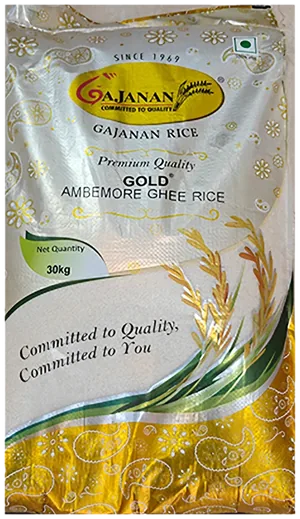 SINCE 1969
GAJANAN
COMMITTED TO QUALITY
GAJANAN RICE
Premium Quality
GOLD®
AMBEMORE GHEE RICE
Net Quantity
30kg
Committed to Quality,
Committed to You